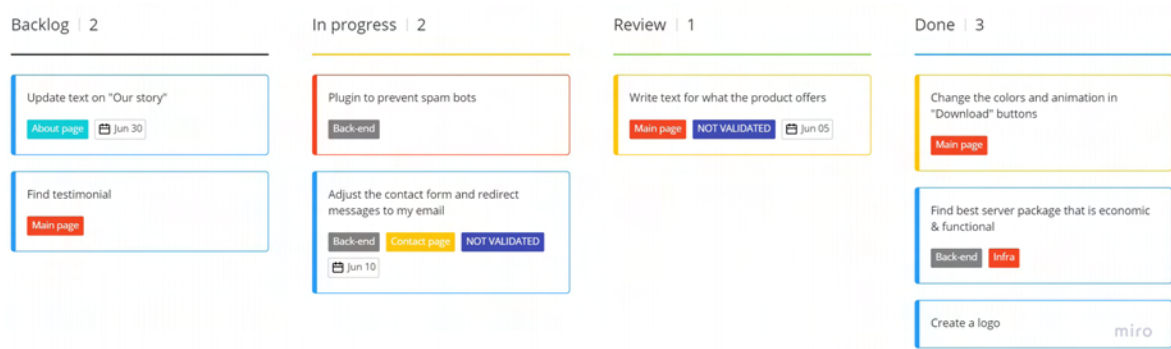 Backlog | 2
Update text on "Our story"
About page Jun 30
Find testimonial
Main page
In progress | 2
Plugin to prevent spam bots
Back-end
Adjust the contact form and redirect
messages to my email
Back-end Contact page NOT VALIDATED
Jun 10
Review | 1
Write text for what the product offers
Main page NOT VALIDATED Jun 05
Done | 3
Change the colors and animation in
"Download" buttons
Main page
Find best server package that is economic
& functional
Back-end Infra
Create a logo
miro